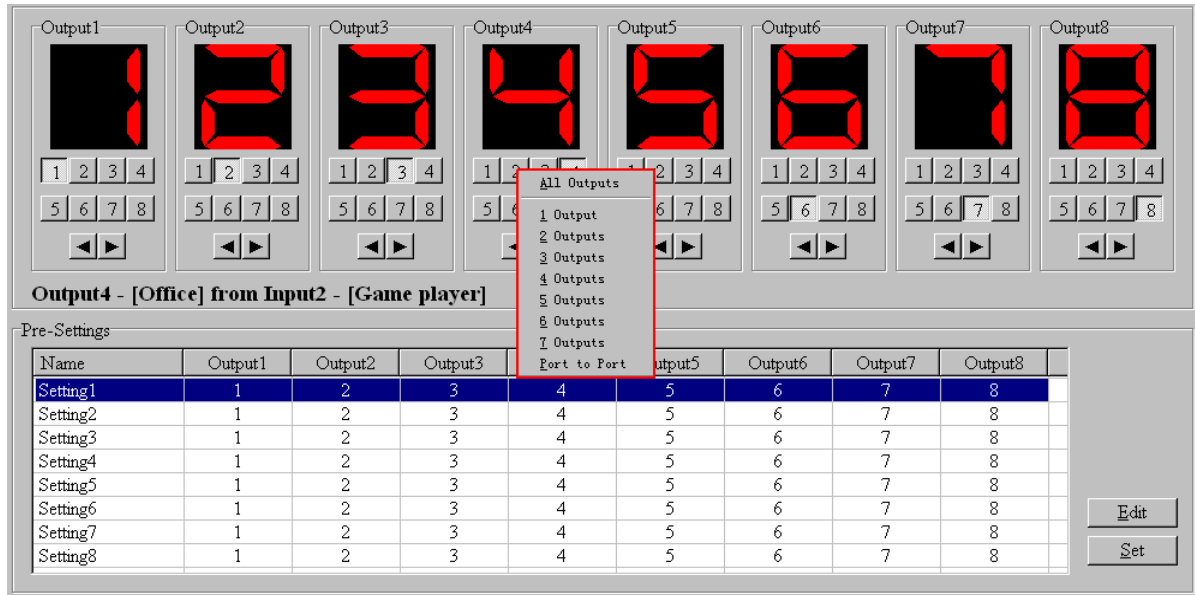 Output1 Output2 Output3 Output4 Output5 Output6 Output7 Output8
1 2 3 4 5 6 7 8
1 2 3 4 1 2 3 4 1 2 3 4 1 2 3 4 1 2 3 4 1 2 3 4 1 2 3 4
5 6 7 8 5 6 7 8 5 6 7 8 5 6 6 7 8 5 6 7 8 5 6 7 8 5 6 7 8
All Outputs
1 Output
2 Outputs
3 Outputs
4 Outputs
5 Outputs
6 Outputs
7 Outputs
Port to Port
Output4 - [Office] from Input2 - [Game player]
Pre-Settings
Name Output1 Output2 Output3 Output5 Output6 Output7 Output8
Setting1 1 2 3 4 5 6 7 8
Setting2 1 2 3 4 5 6 7 8
Setting3 1 2 3 4 5 6 7 8
Setting4 1 2 3 4 5 6 7 8
Setting5 1 2 3 4 5 6 7 8
Setting6 1 2 3 4 5 6 7 8
Setting7 1 2 3 4 5 6 7 8
Setting8 1 2 3 4 5 6 7 8
Edit
Set